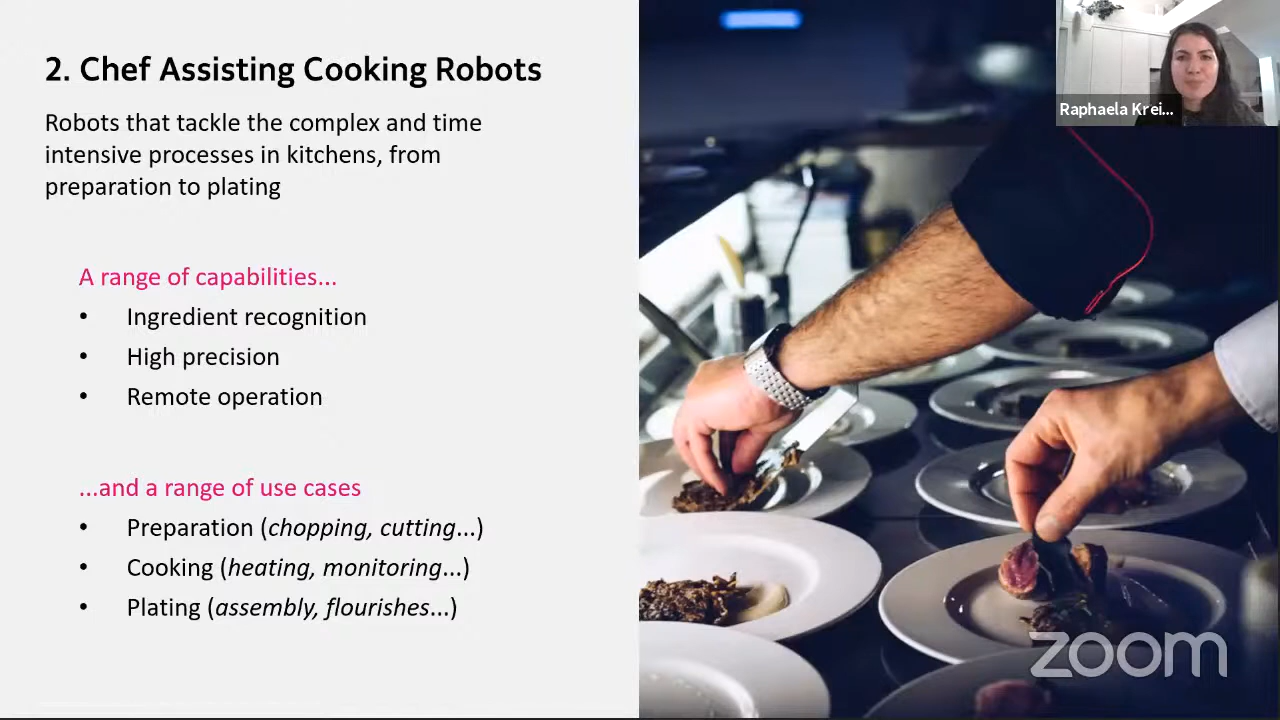 2. Chef Assisting Cooking Robots
Robots that tackle the complex and time
intensive processes in kitchens, from
preparation to plating
A range of capabilities...
• Ingredient recognition
• High precision
• Remote operation
...and a range of use cases
• Preparation (chopping, cutting...)
• Cooking (heating, monitoring...)
• Plating (assembly, flourishes...)
Raphaela Krei...
zoom